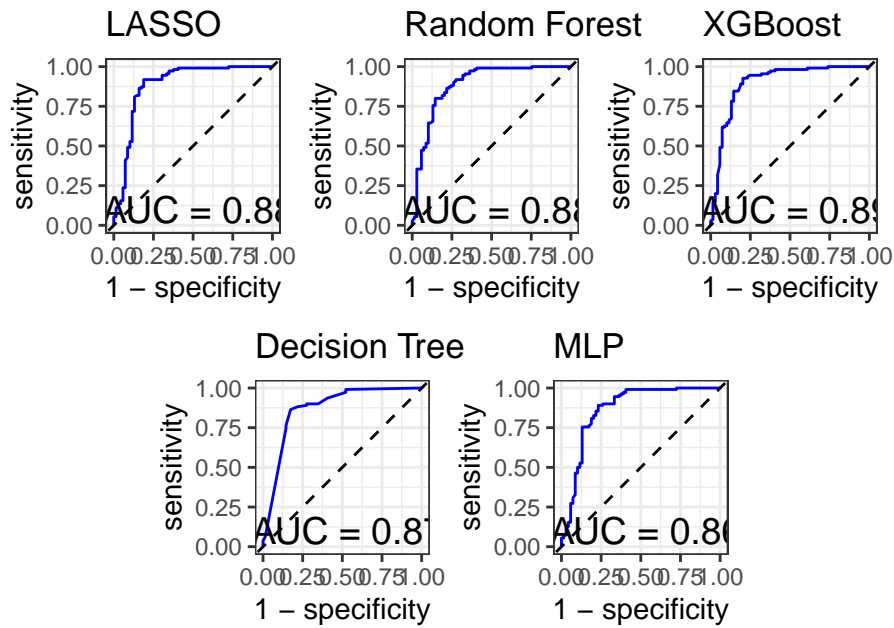 LASSO
sensitivity
1.00
0.75
0.50
0.25
0.00
AUC = 0.88
0.00 0.25 0.50 0.75 1.00
1 − specificity
Random Forest
sensitivity
1.00
0.75
0.50
0.25
0.00
AUC = 0.88
0.00 0.25 0.50 0.75 1.00
1 − specificity
XGBoost
sensitivity
1.00
0.75
0.50
0.25
0.00
AUC = 0.89
0.00 0.25 0.50 0.75 1.00
1 − specificity
Decision Tree
sensitivity
1.00
0.75
0.50
0.25
0.00
AUC = 0.87
0.00 0.25 0.50 0.75 1.00
1 − specificity
MLP
sensitivity
1.00
0.75
0.50
0.25
0.00
AUC = 0.86
0.00 0.25 0.50 0.75 1.00
1 − specificity